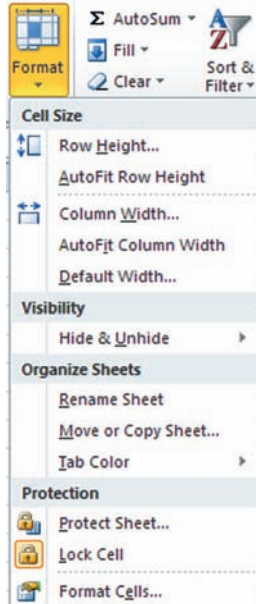 Σ AutoSum
Fill
Clear
Format
A
Z
Sort &
Filter
Cell Size
Row Height...
AutoFit Row Height
Column Width...
AutoFit Column Width
Default Width...
Visibility
Hide & Unhide
Organize Sheets
Rename Sheet
Move or Copy Sheet...
Tab Color
Protection
Protect Sheet...
Lock Cell
Format Cells...